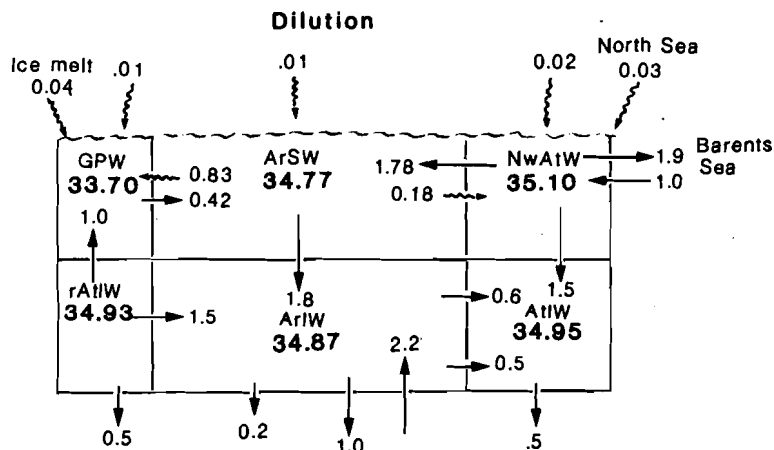 Dilution
Ice melt
0.04
.01
.01
0.02
North Sea
0.03
GPW
33.70
0.83
0.42
1.0
ArSW
34.77
1.78
0.18
NwAtW
35.10
1.9
1.0
Barents
Sea
rAtIW
34.93
1.5
1.8
ArIW
34.87
2.2
0.6
0.5
1.5
AtIW
34.95
0.5
0.2
1.0
.5